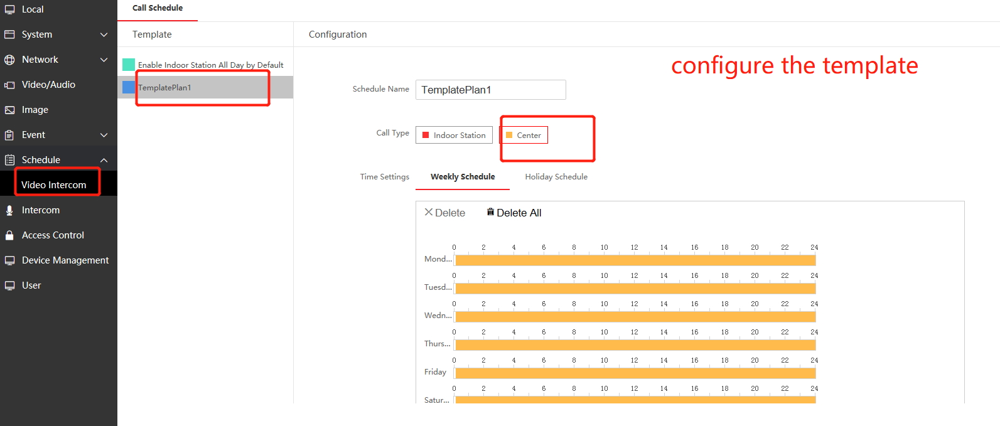 Local
System
Network
Video/Audio
Image
Event
Schedule
Video Intercom
Intercom
Access Control
Device Management
User
Call Schedule
Template
Enable Indoor Station All Day by Default
TemplatePlan1
Configuration
configure the template
Schedule Name TemplatePlan1
Call Type Indoor Station Center
Time Settings Weekly Schedule Holiday Schedule
Delete Delete All
0 2 4 6 8 10 12 14 16 18 20 22 24
Mond...
0 2 4 6 8 10 12 14 16 18 20 22 24
Tuesd...
0 2 4 6 8 10 12 14 16 18 20 22 24
Wedn...
0 2 4 6 8 10 12 14 16 18 20 22 24
Thurs...
0 2 4 6 8 10 12 14 16 18 20 22 24
Friday
0 2 4 6 8 10 12 14 16 18 20 22 24
Satur...